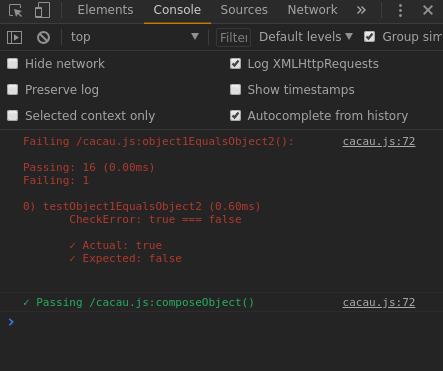 Elements Console Sources Network »
top Filter Default levels Group sim
Hide network Log XMLHttpRequests
Preserve log Show timestamps
Selected context only Autocomplete from history
Failing /cacau.js:object1EqualsObject2(): cacau.js:72
Passing: 16 (0.00ms)
Failing: 1
0) testObject1EqualsObject2 (0.60ms)
CheckError: true === false
✓ Actual: true
✓ Expected: false
✓ Passing /cacau.js:composeObject() cacau.js:72